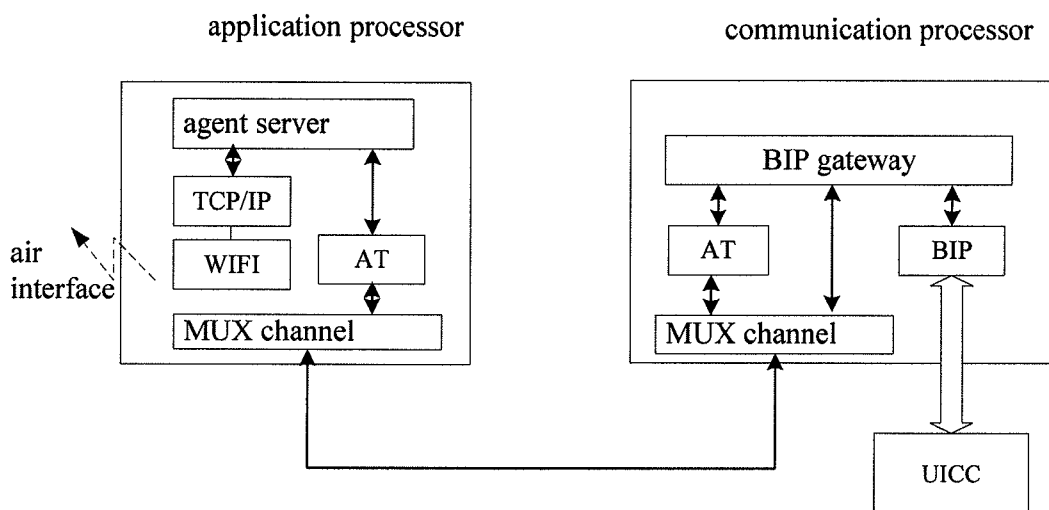 application processor
communication processor
agent server
TCP/IP
WIFI
AT
MUX channel
air
interface
BIP gateway
AT
BIP
MUX channel
UICC